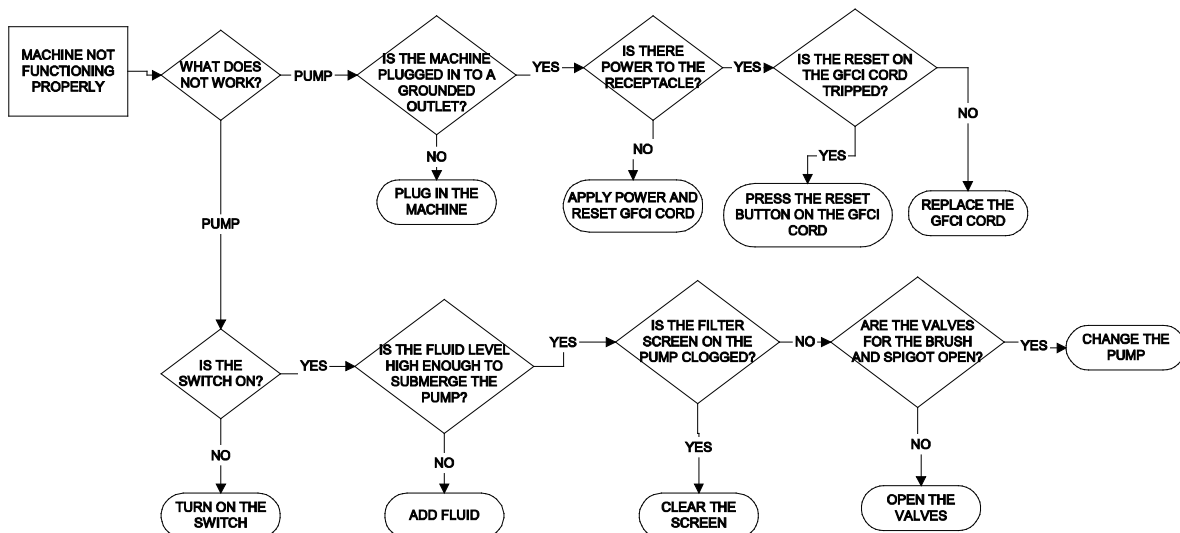 MACHINE NOT
FUNCTIONING
PROPERLY
WHAT DOES
NOT WORK?
PUMP
IS THE MACHINE
PLUGGED IN TO A
GROUNDED
OUTLET?
YES
IS THERE
POWER TO THE
RECEPTACLE?
YES
IS THE RESET ON
THE GFCI CORD
TRIPPED?
NO
NO
NO
YES
PLUG IN THE
MACHINE
APPLY POWER AND
RESET GFCI CORD
PRESS THE RESET
BUTTON ON THE GFCI
CORD
REPLACE THE
GFCI CORD
PUMP
IS THE
SWITCH ON?
YES
IS THE FLUID LEVEL
HIGH ENOUGH TO
SUBMERGE THE
PUMP?
YES
IS THE FILTER
SCREEN ON THE
PUMP CLOGGED?
NO
ARE THE VALVES
FOR THE BRUSH
AND SPIGOT OPEN?
YES
CHANGE THE
PUMP
NO
NO
YES
NO
TURN ON THE
SWITCH
ADD FLUID
CLEAR THE
SCREEN
OPEN THE
VALVES